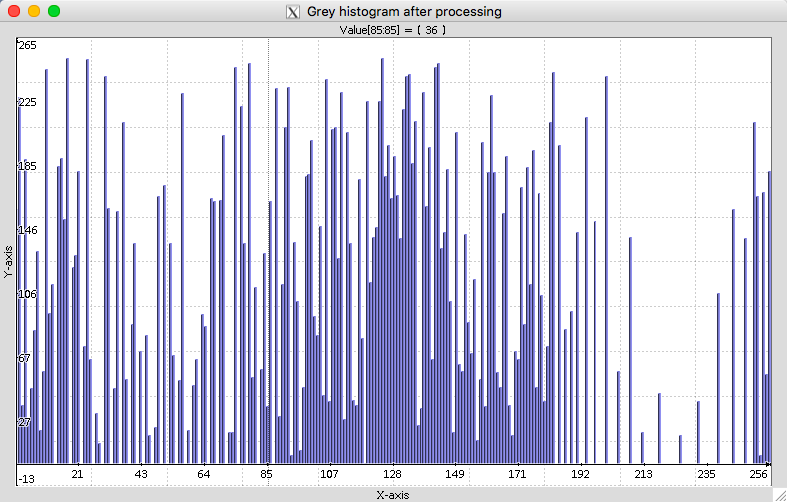 Grey histogram after processing
Value[85:85] = { 36 }
265
225
185
146
106
67
27
-13
Y-axis
21 43 64 85 107 128 149 171 192 213 235 256
X-axis